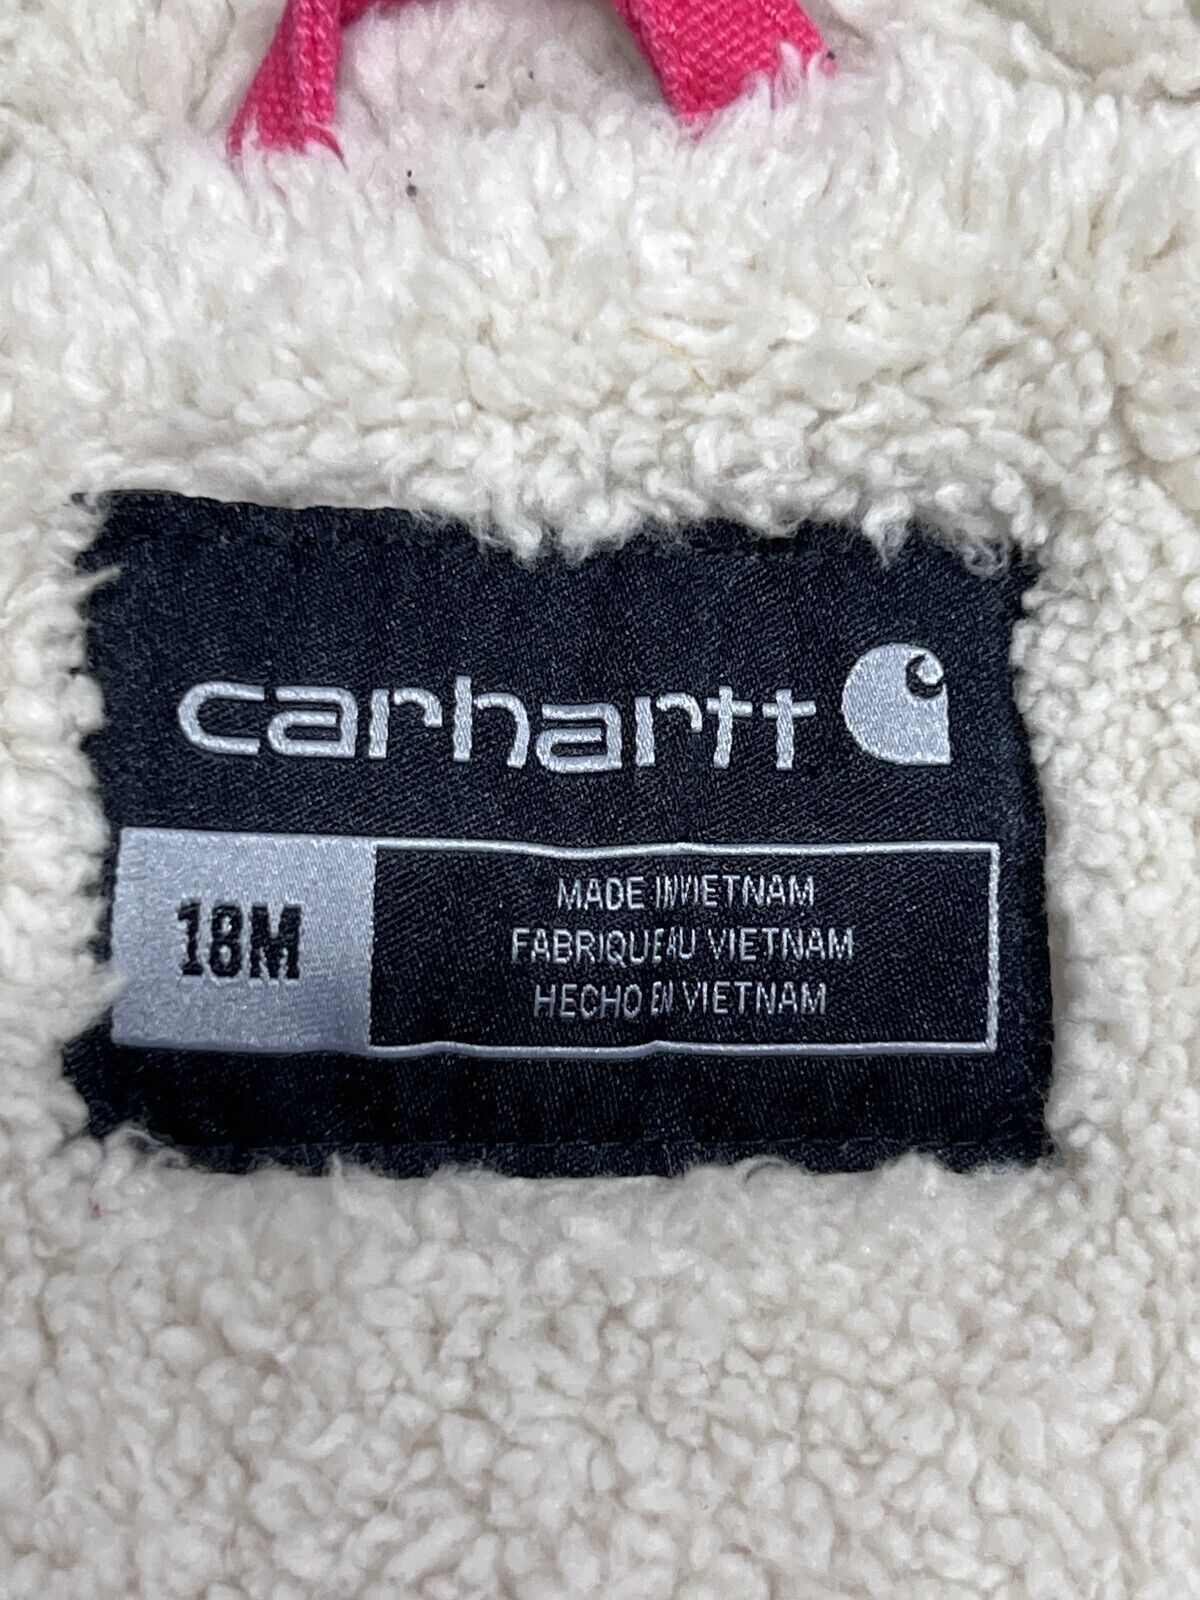 carhartt
18M
MADE IN VIETNAM
FABRIQUE AU VIETNAM
HECHO EN VIETNAM